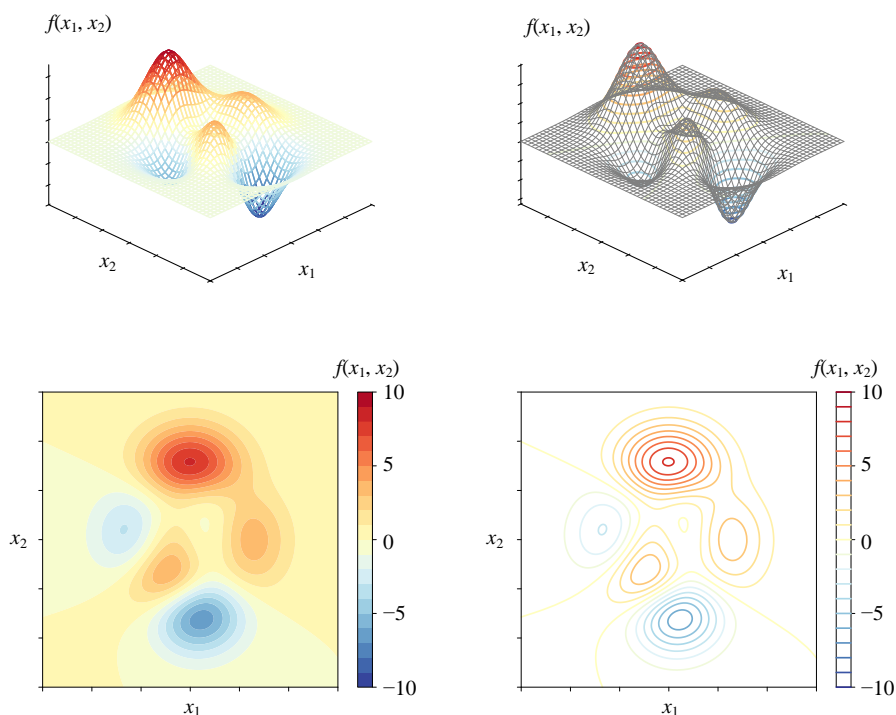 f(x₁, x₂)
f(x₁, x₂)
x₂
x₁
x₂
x₁
f(x₁, x₂)
f(x₁, x₂)
10
10
5
5
x₂
0
x₂
0
−5
−5
−10
−10
x₁
x₁